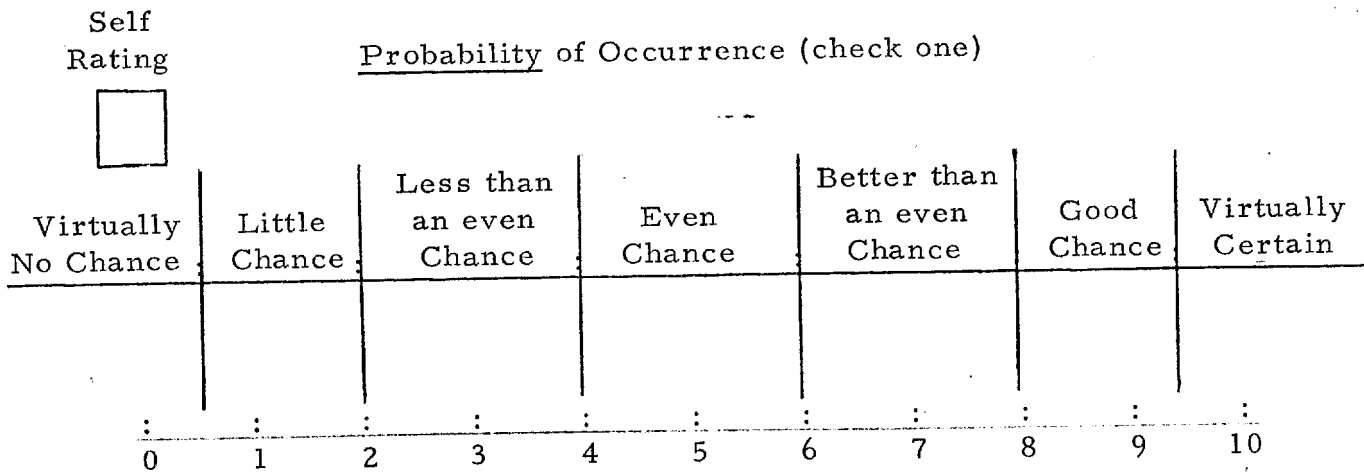 Self
Rating
Probability of Occurrence (check one)
Virtually
No Chance
Little
Chance
Less than
an even
Chance
Even
Chance
Better than
an even
Chance
Good
Chance
Virtually
Certain
0 1 2 3 4 5 6 7 8 9 10